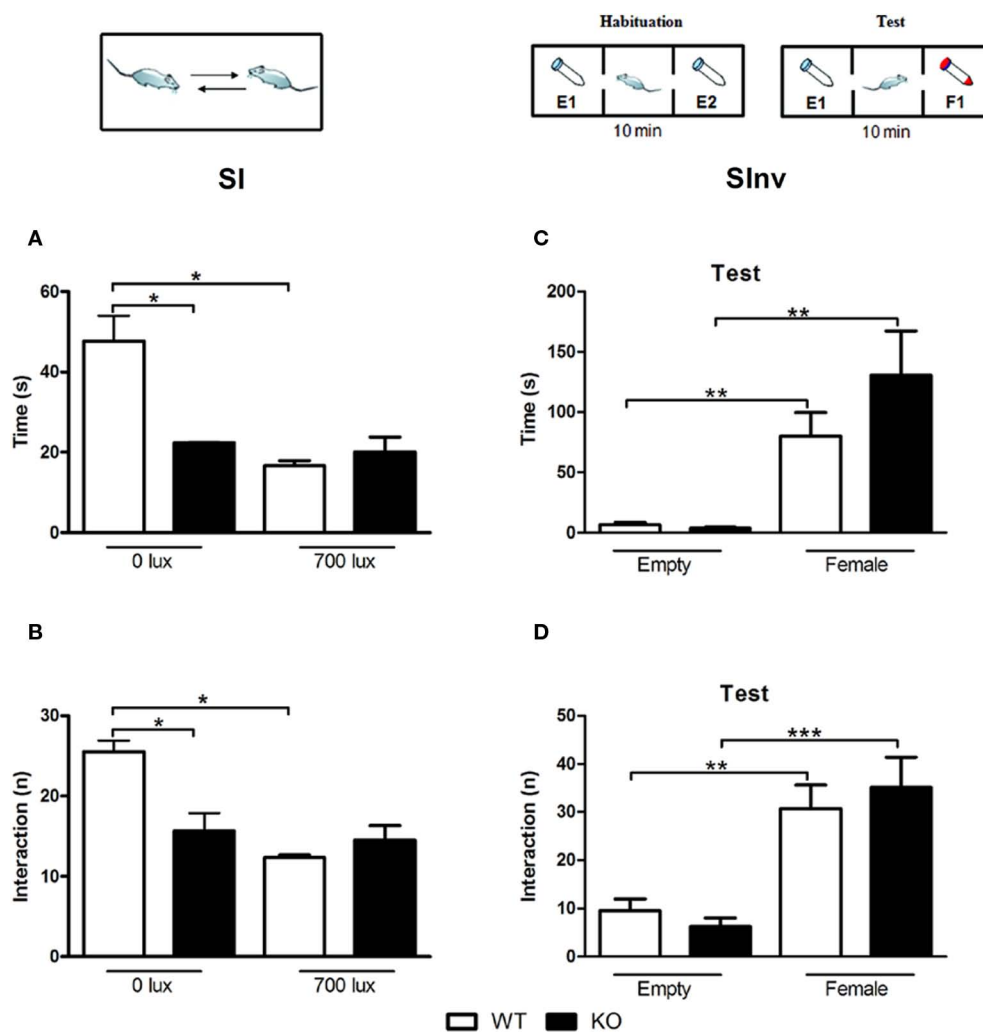 Habituation
Test
E1
E2
E1
F1
10 min
10 min
SI
SInv
A
Time (s)
60
40
20
0
*
*
0 lux
700 lux
C
Test
Time (s)
200
150
100
50
0
**
**
Empty
Female
B
Interaction (n)
30
20
10
0
*
*
0 lux
700 lux
D
Test
Interaction (n)
50
40
30
20
10
0
**
***
Empty
Female
WT
KO